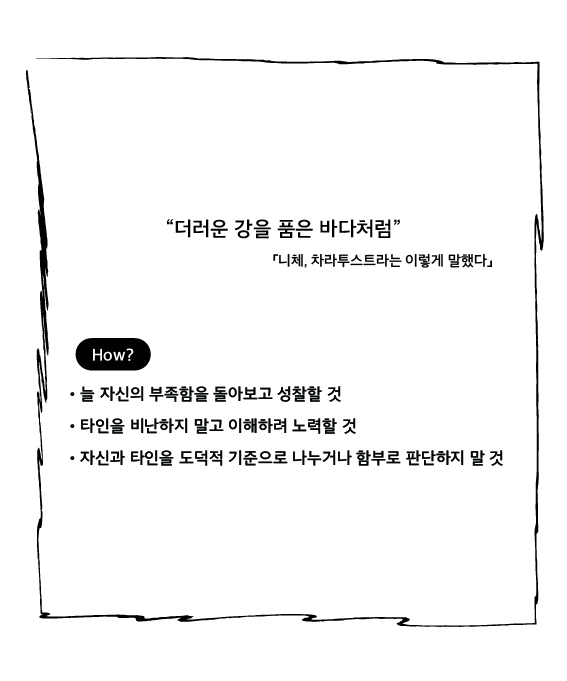 “더러운 강을 품은 바다처럼”
「니체, 차라투스트라는 이렇게 말했다」
How?
• 늘 자신의 부족함을 돌아보고 성찰할 것
• 타인을 비난하지 말고 이해하려 노력할 것
• 자신과 타인을 도덕적 기준으로 나누거나 함부로 판단하지 말 것